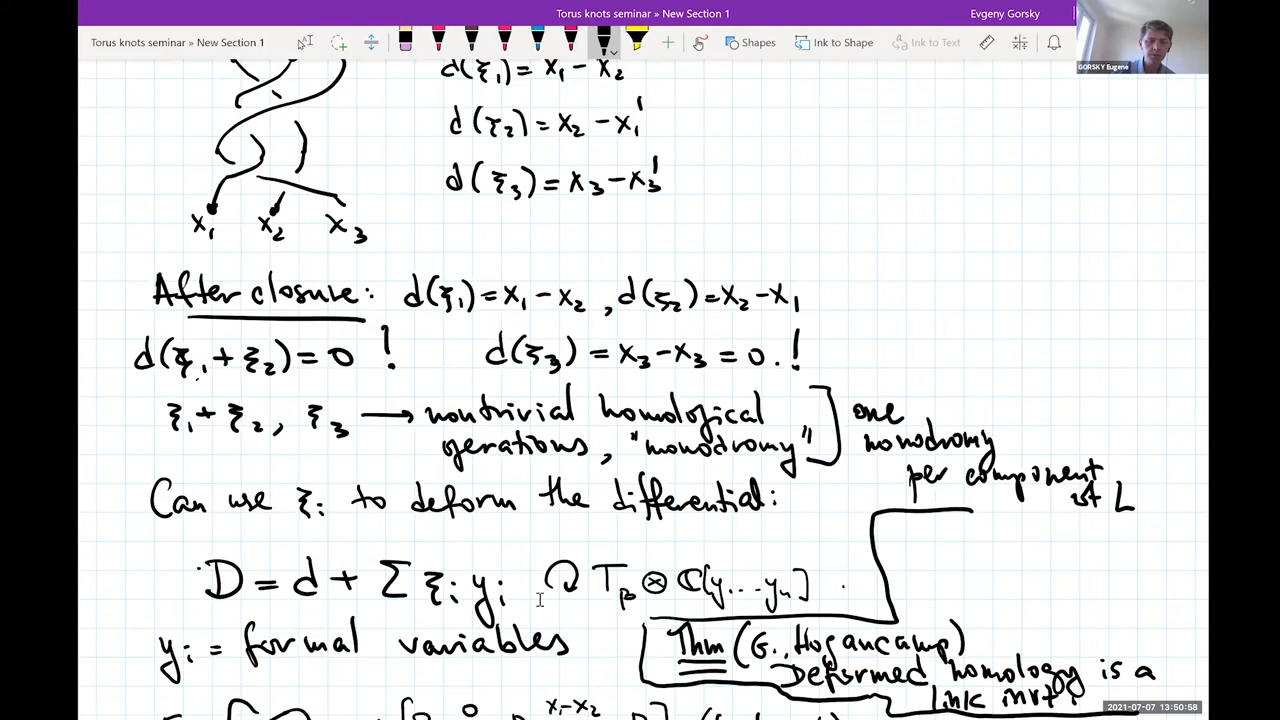 Torus knots seminar » New Section 1
Evgeny Gorsky
Torus knots seminar » New Section 1
Shapes
Ink to Shape
Ink to Text
GORSKY Eugene
d(ξ₁) = x₁ - x₂
d(ξ₂) = x₂ - x₁'
d(ξ₃) = x₃ - x₃'
x₁ x₂ x₃
After closure: d(ξ₁) = x₁ - x₂, d(ξ₂) = x₂ - x₁
d(ξ₁ + ξ₂) = 0 ! d(ξ₃) = x₃ - x₃ = 0. !
ξ₁ + ξ₂, ξ₃ → nontrivial homological
operations, "monodromy"
one
monodromy
per component
of L
Can use ξᵢ to deform the differential:
D = d + Σ ξᵢ yᵢ ↻ T_β ⊗ ℂ[y₁...yₙ]
yᵢ = formal variables
Thm (G., Hogancamp)
Deformed homology is a
link invt.
x₁-x₂
2021-07-07 13:50:58